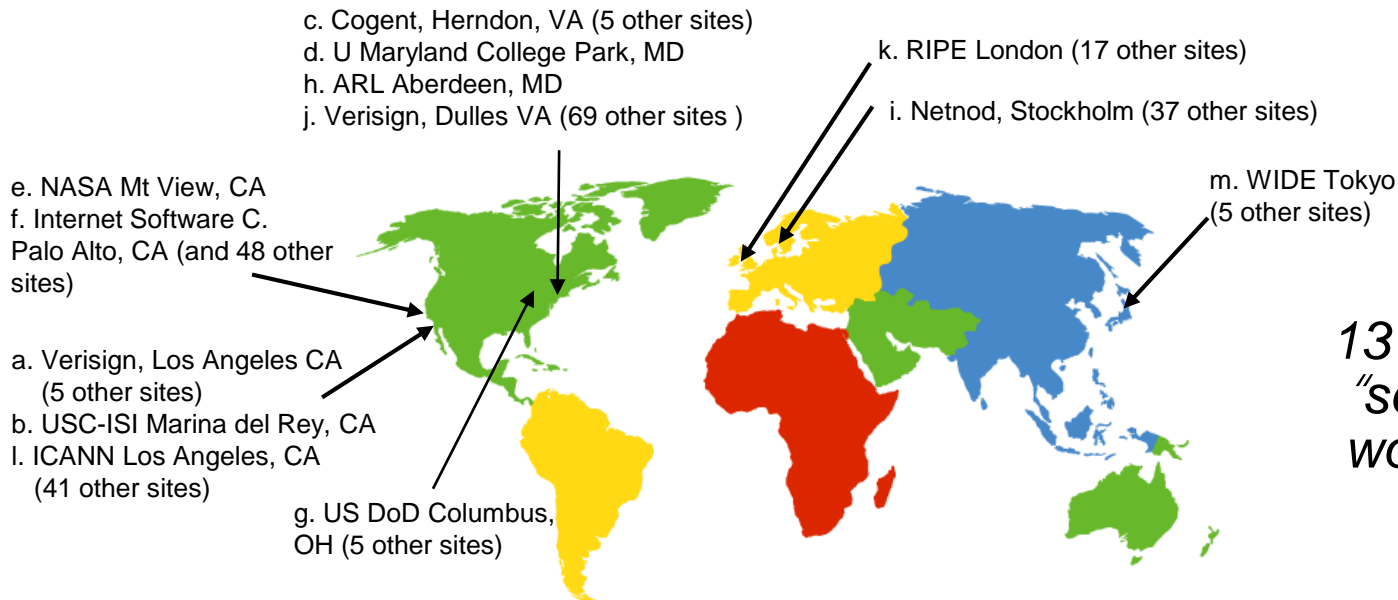 c. Cogent, Herndon, VA (5 other sites)
d. U Maryland College Park, MD
h. ARL Aberdeen, MD
j. Verisign, Dulles VA (69 other sites )
k. RIPE London (17 other sites)
i. Netnod, Stockholm (37 other sites)
m. WIDE Tokyo
(5 other sites)
e. NASA Mt View, CA
f. Internet Software C.
Palo Alto, CA (and 48 other
sites)
a. Verisign, Los Angeles CA
(5 other sites)
b. USC-ISI Marina del Rey, CA
l. ICANN Los Angeles, CA
(41 other sites)
g. US DoD Columbus,
OH (5 other sites)
13